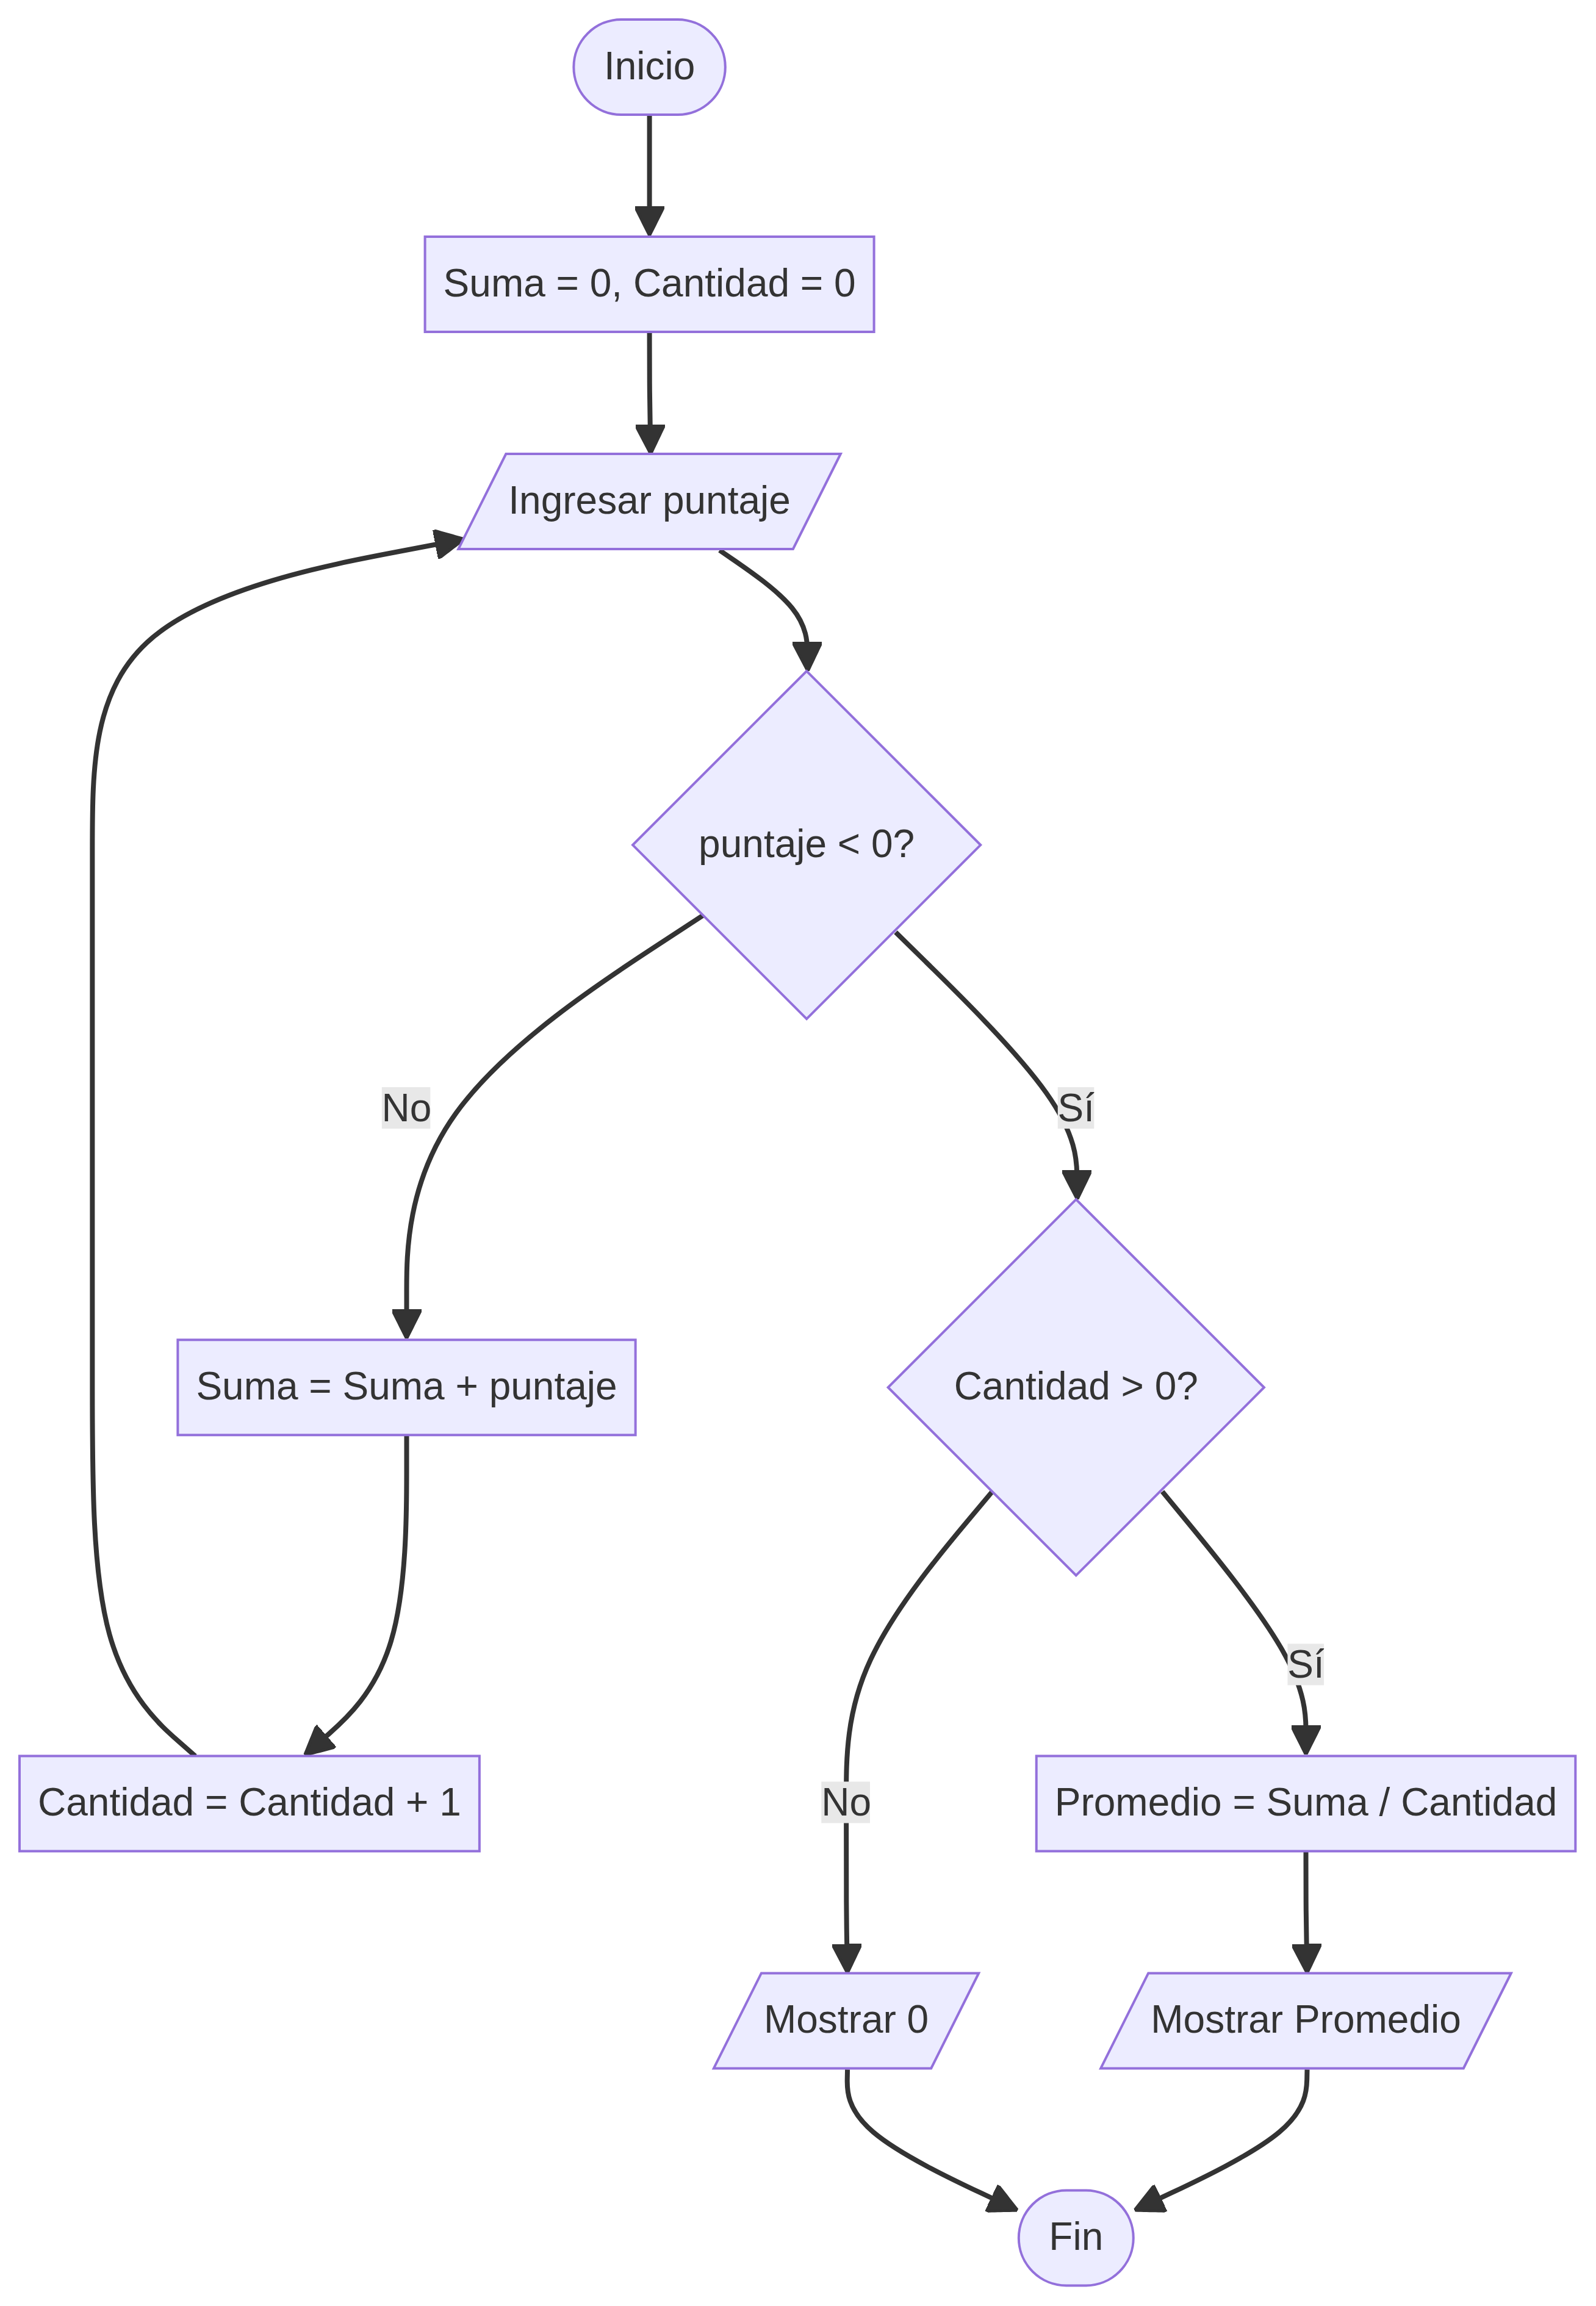 Inicio
Suma = 0, Cantidad = 0
Ingresar puntaje
puntaje < 0?
No
Sí
Suma = Suma + puntaje
Cantidad > 0?
Sí
No
Cantidad = Cantidad + 1
Promedio = Suma / Cantidad
Mostrar 0
Mostrar Promedio
Fin